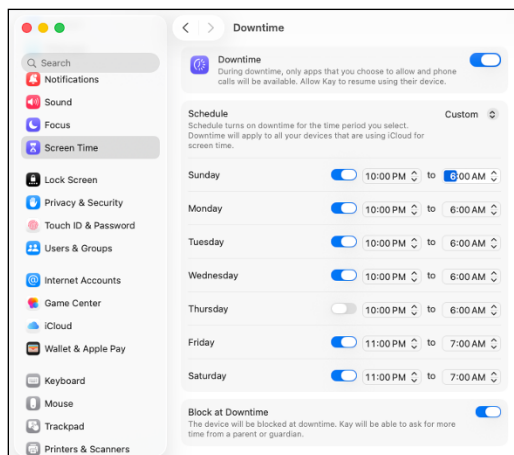 Downtime
Search
Notifications
Sound
Focus
Screen Time
Lock Screen
Privacy & Security
Touch ID & Password
Users & Groups
Internet Accounts
Game Center
iCloud
Wallet & Apple Pay
Keyboard
Mouse
Trackpad
Printers & Scanners
Downtime
During downtime, only apps that you choose to allow and phone
calls will be available. Allow Kay to resume using their device.
Schedule
Custom
Schedule turns on downtime for the time period you select.
Downtime will apply to all your devices that are using iCloud for
screen time.
Sunday 10:00 PM to 6:00 AM
Monday 10:00 PM to 6:00 AM
Tuesday 10:00 PM to 6:00 AM
Wednesday 10:00 PM to 6:00 AM
Thursday 10:00 PM to 6:00 AM
Friday 11:00 PM to 7:00 AM
Saturday 11:00 PM to 7:00 AM
Block at Downtime
The device will be blocked at downtime. Kay will be able to ask for more
time from a parent or guardian.